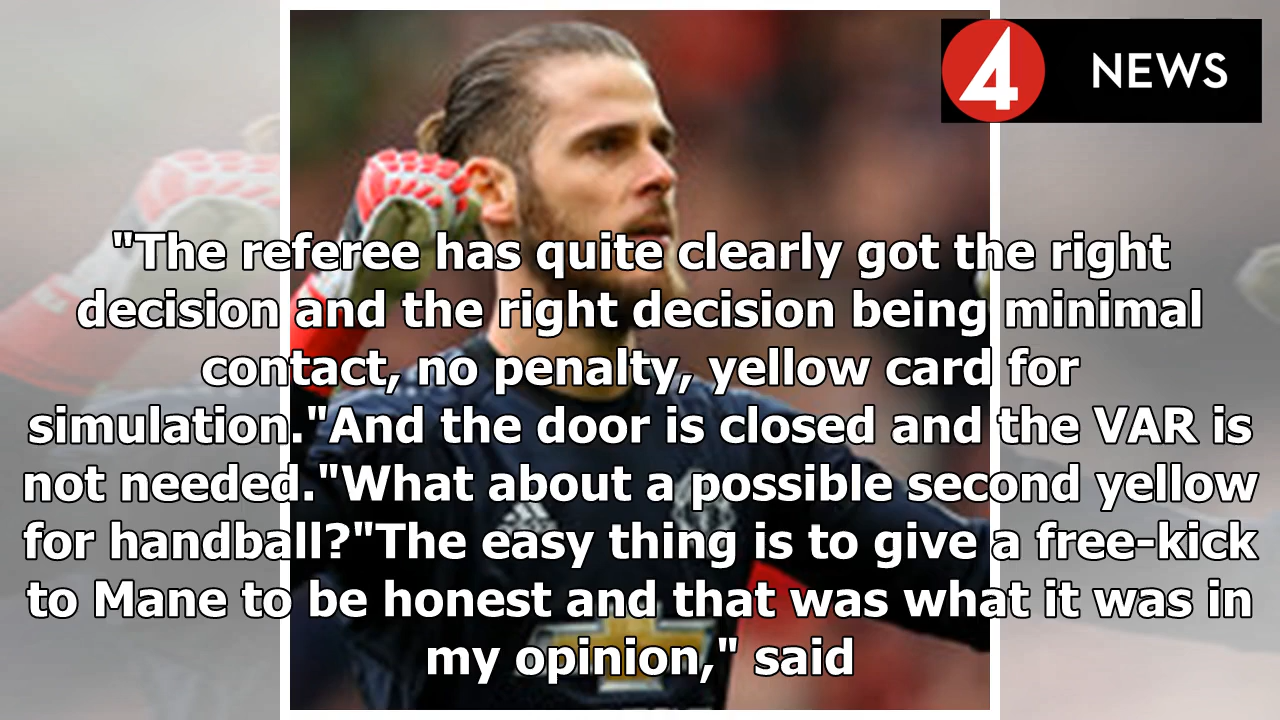 4 NEWS
"The referee has quite clearly got the right
decision and the right decision being minimal
contact, no penalty, yellow card for
simulation."And the door is closed and the VAR is
not needed."What about a possible second yellow
for handball?"The easy thing is to give a free-kick
to Mane to be honest and that was what it was in
my opinion," said